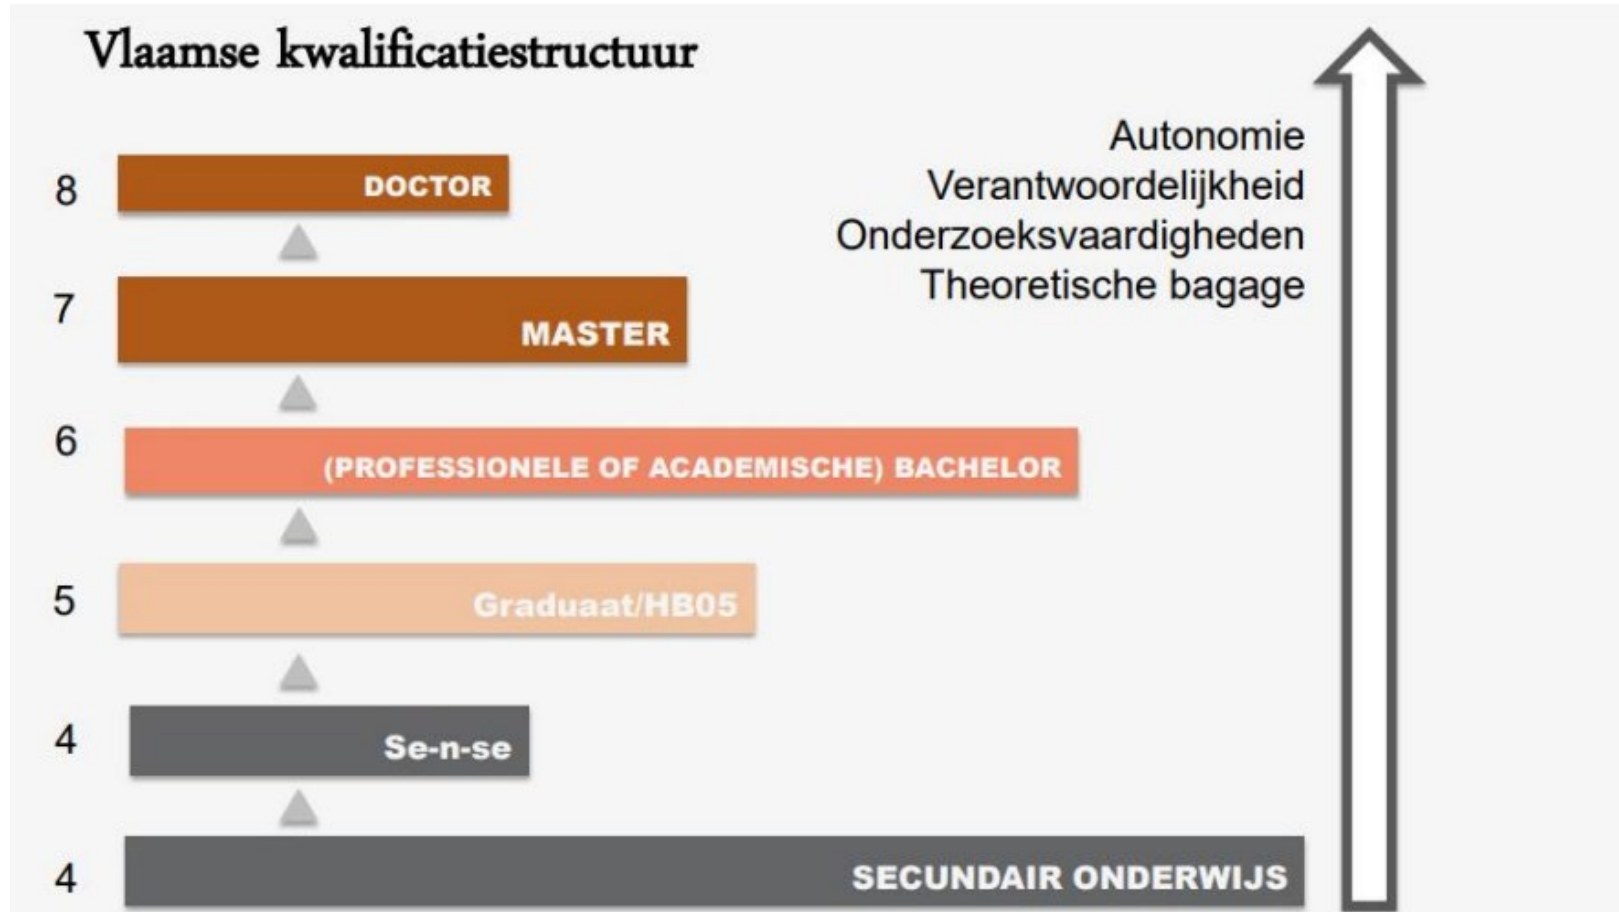 Vlaamse kwalificatiestructuur
Autonomie
Verantwoordelijkheid
Onderzoeksvaardigheden
Theoretische bagage
8
DOCTOR
7
MASTER
6
(PROFESSIONELE OF ACADEMISCHE) BACHELOR
5
Graduaat/HB05
4
Se-n-se
4
SECUNDAIR ONDERWIJS